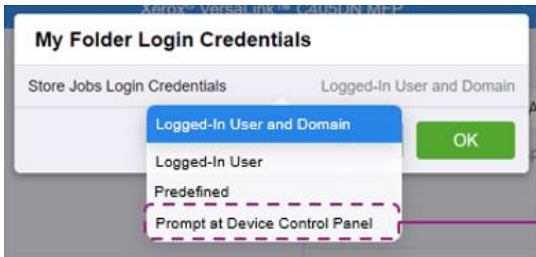 Xerox® VersaLink™ C405DN MFP
My Folder Login Credentials
Store Jobs Login Credentials Logged-In User and Domain
Logged-In User and Domain
OK
Logged-In User
Predefined
Prompt at Device Control Panel